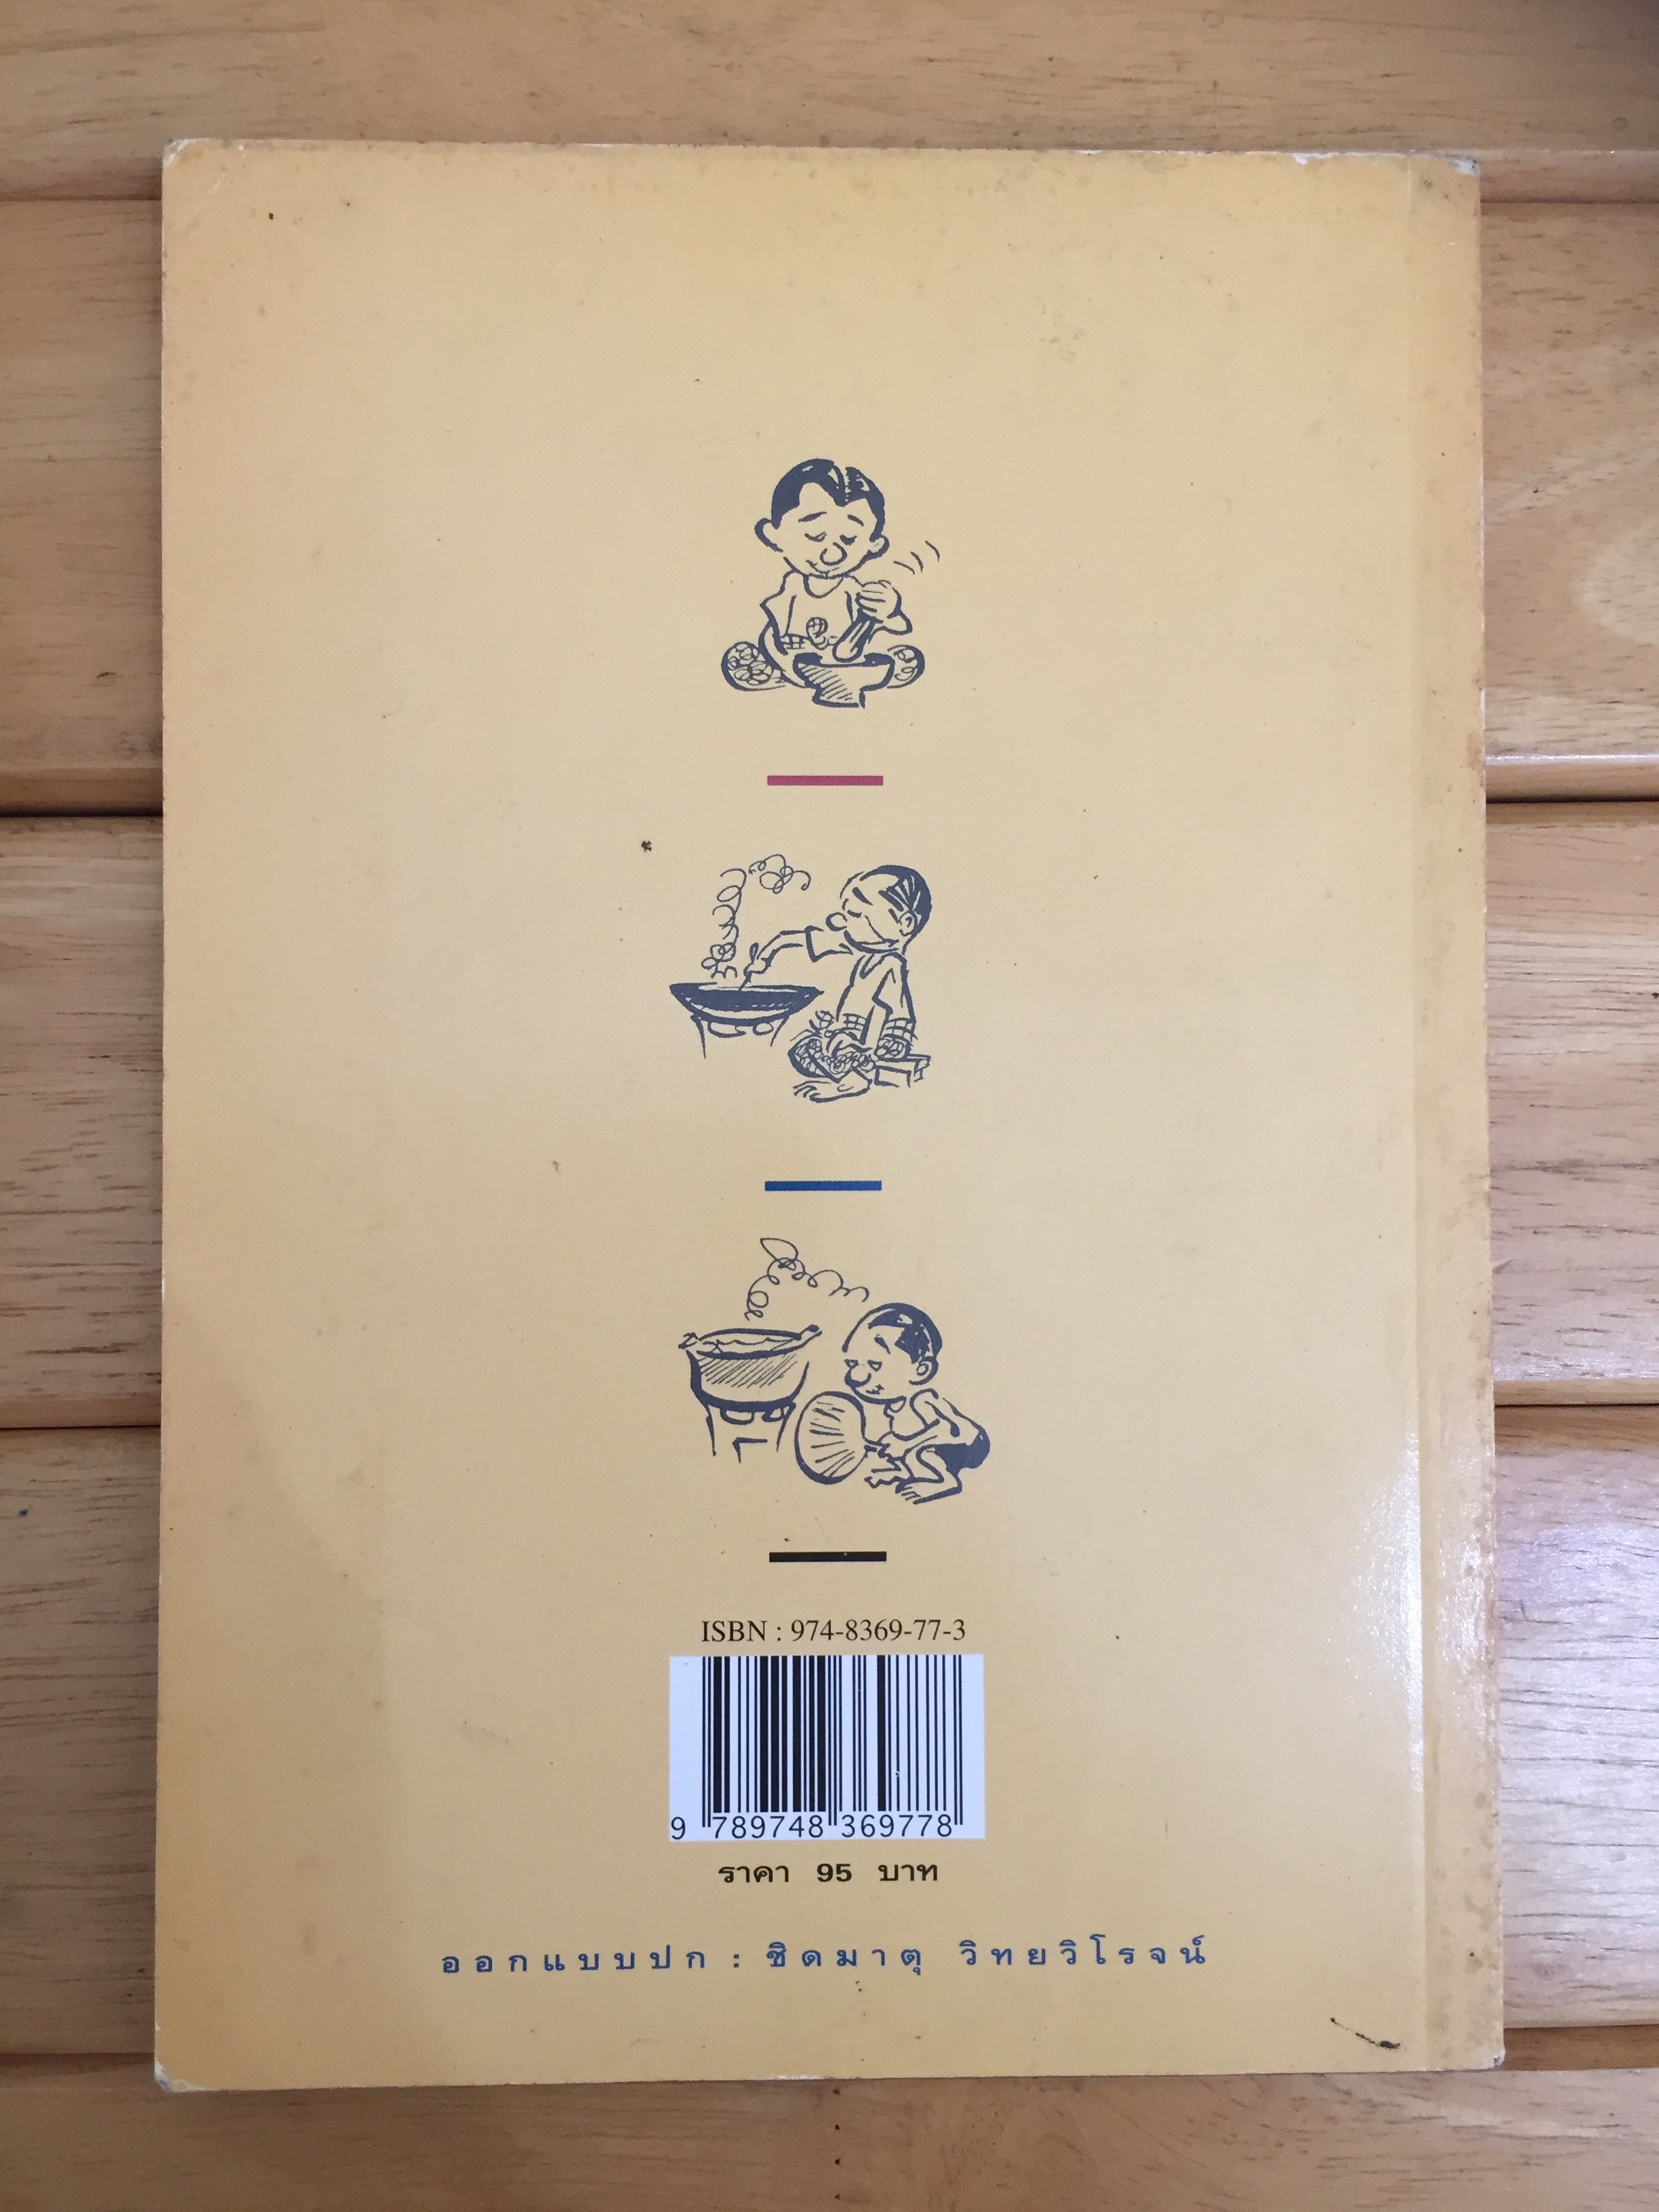 ISBN : 974-8369-77-3
9 789748 369778
ราคา 95 บาท
ออกแบบปก : ชิดมาตุ วิทยวิโรจน์